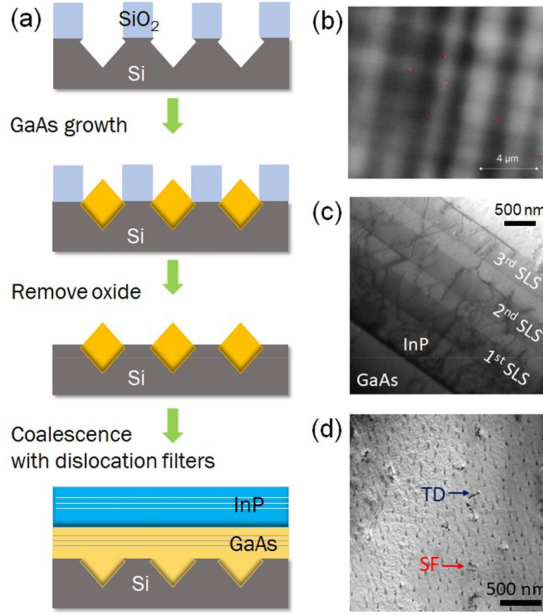 (a)
SiO2
Si
GaAs growth
Si
Remove oxide
Si
Coalescence
with dislocation filters
InP
GaAs
Si
(b)
4 µm
(c)
500 nm
3rd SLS
2nd SLS
1st SLS
InP
GaAs
(d)
TD
SF
500 nm